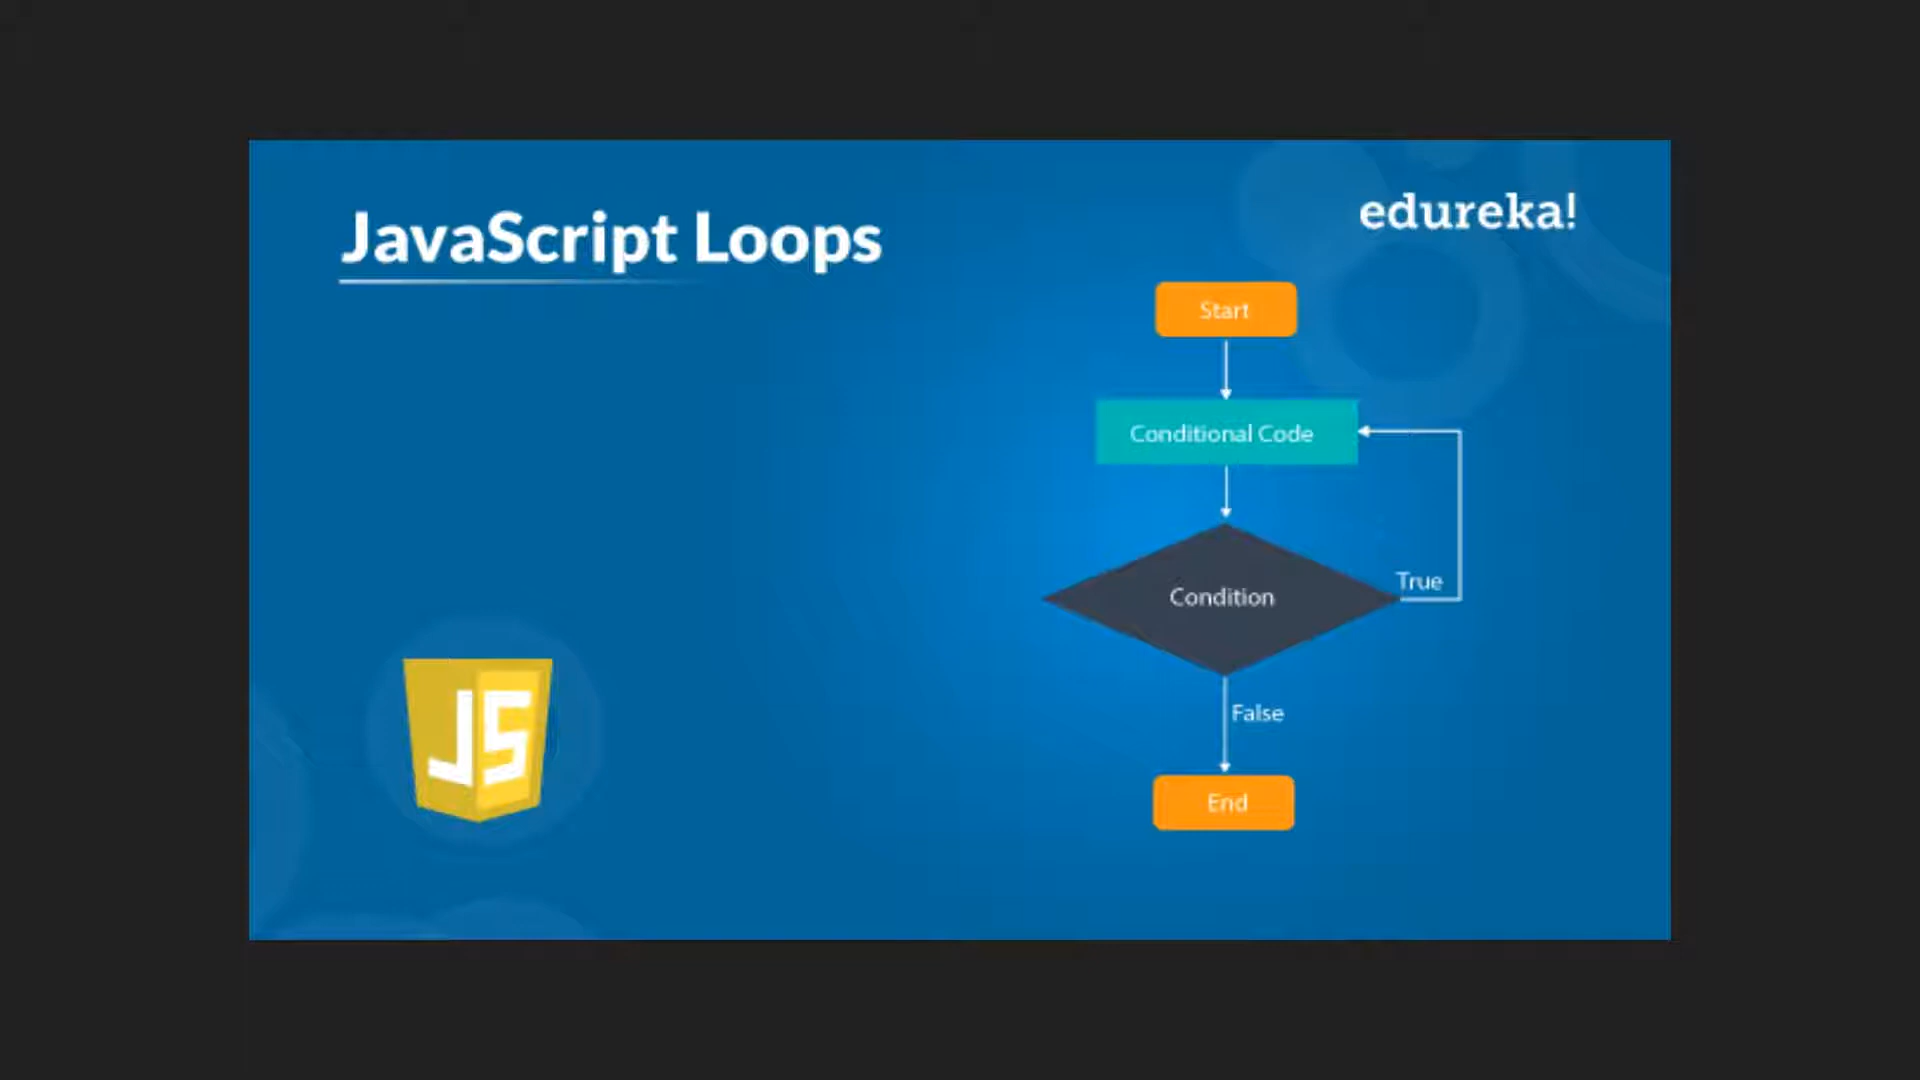 JavaScript Loops
edureka!
Start
Conditional Code
Condition
True
False
End
JS